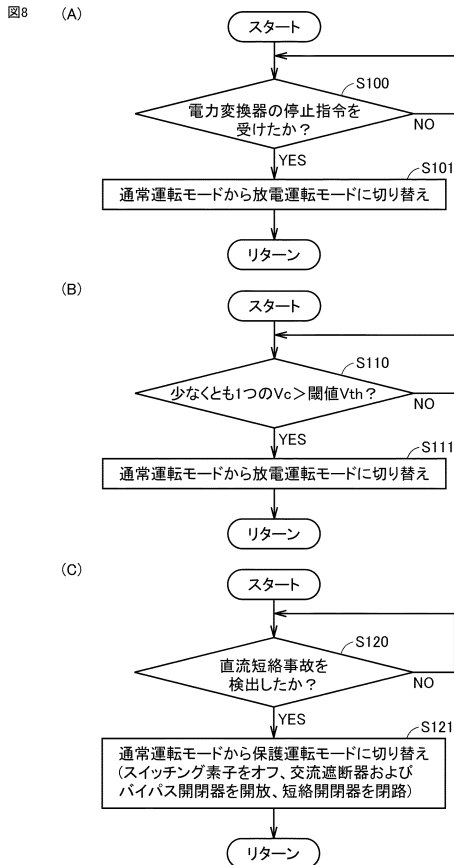 図8
(A)
スタート
S100
電力変換器の停止指令を
受けたか？
NO
YES
S101
通常運転モードから放電運転モードに切り替え
リターン
(B)
スタート
S110
少なくとも1つのVc＞閾値Vth？
NO
YES
S111
通常運転モードから放電運転モードに切り替え
リターン
(C)
スタート
S120
直流短絡事故を
検出したか？
NO
YES
S121
通常運転モードから保護運転モードに切り替え
(スイッチング素子をオフ、交流遮断器および
バイパス開閉器を開放、短絡開閉器を閉路)
リターン